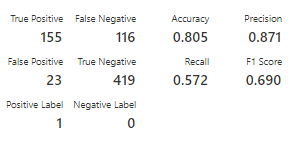 True Positive False Negative Accuracy Precision
155 116 0.805 0.871
False Positive True Negative Recall F1 Score
23 419 0.572 0.690
Positive Label Negative Label
1 0